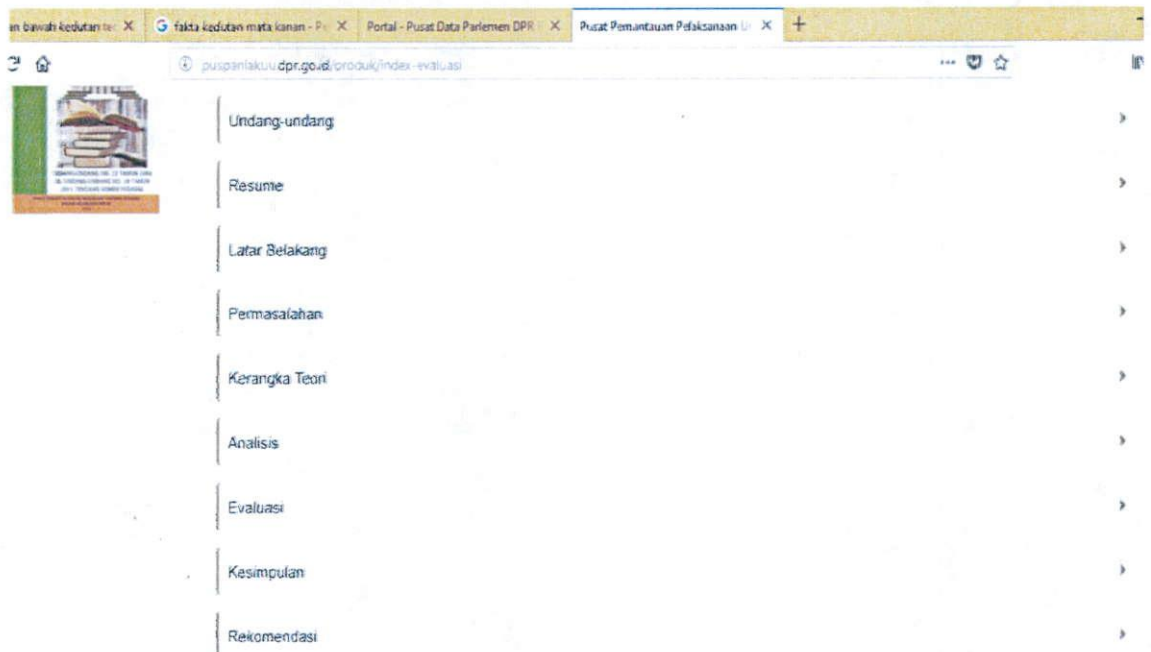 an bawah kedutan ter
fakta kedutan mata kanan - P
Portal - Pusat Data Parlemen DPR
Pusat Pemantauan Pelaksanaan U
puspanlakuu.dpr.go.id/produk/index-evaluasi
Undang-undang
Resume
Latar Belakang
Permasalahan
Kerangka Teori
Analisis
Evaluasi
Kesimpulan
Rekomendasi